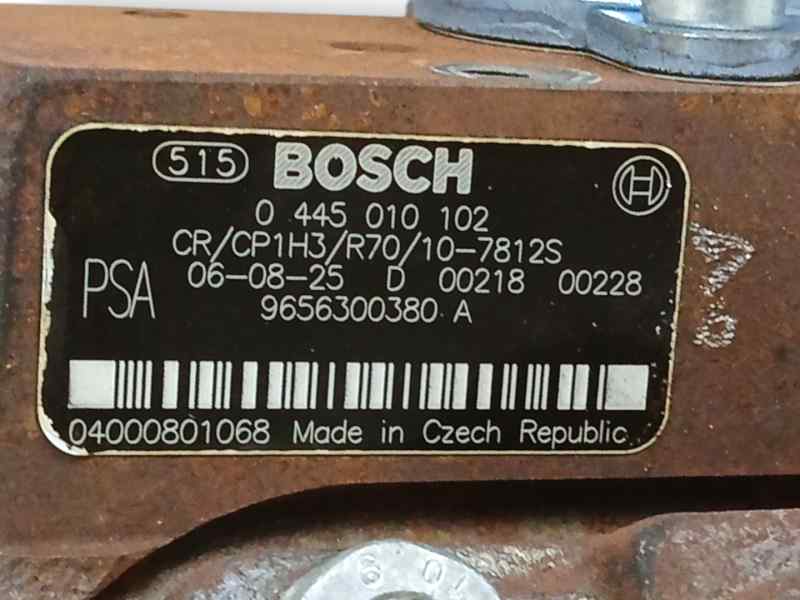 515 BOSCH
0 445 010 102
CR/CP1H3/R70/10-7812S
PSA
06-08-25 D 00218 00228
9656300380 A
04000801068 Made in Czech Republic